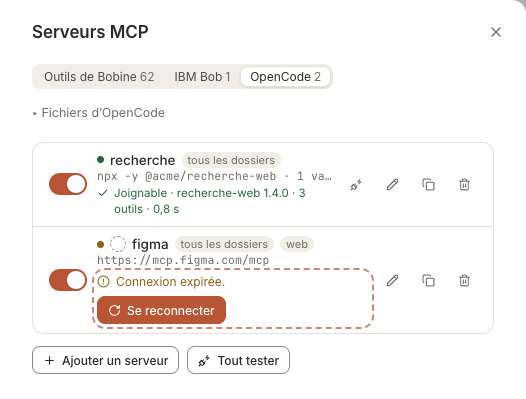 Serveurs MCP
Outils de Bobine 62
IBM Bob 1
OpenCode 2
Fichiers d’OpenCode
recherche tous les dossiers
npx -y @acme/recherche-web · 1 va…
Joignable · recherche-web 1.4.0 · 3
outils · 0,8 s
figma tous les dossiers web
https://mcp.figma.com/mcp
Connexion expirée.
Se reconnecter
Ajouter un serveur
Tout tester